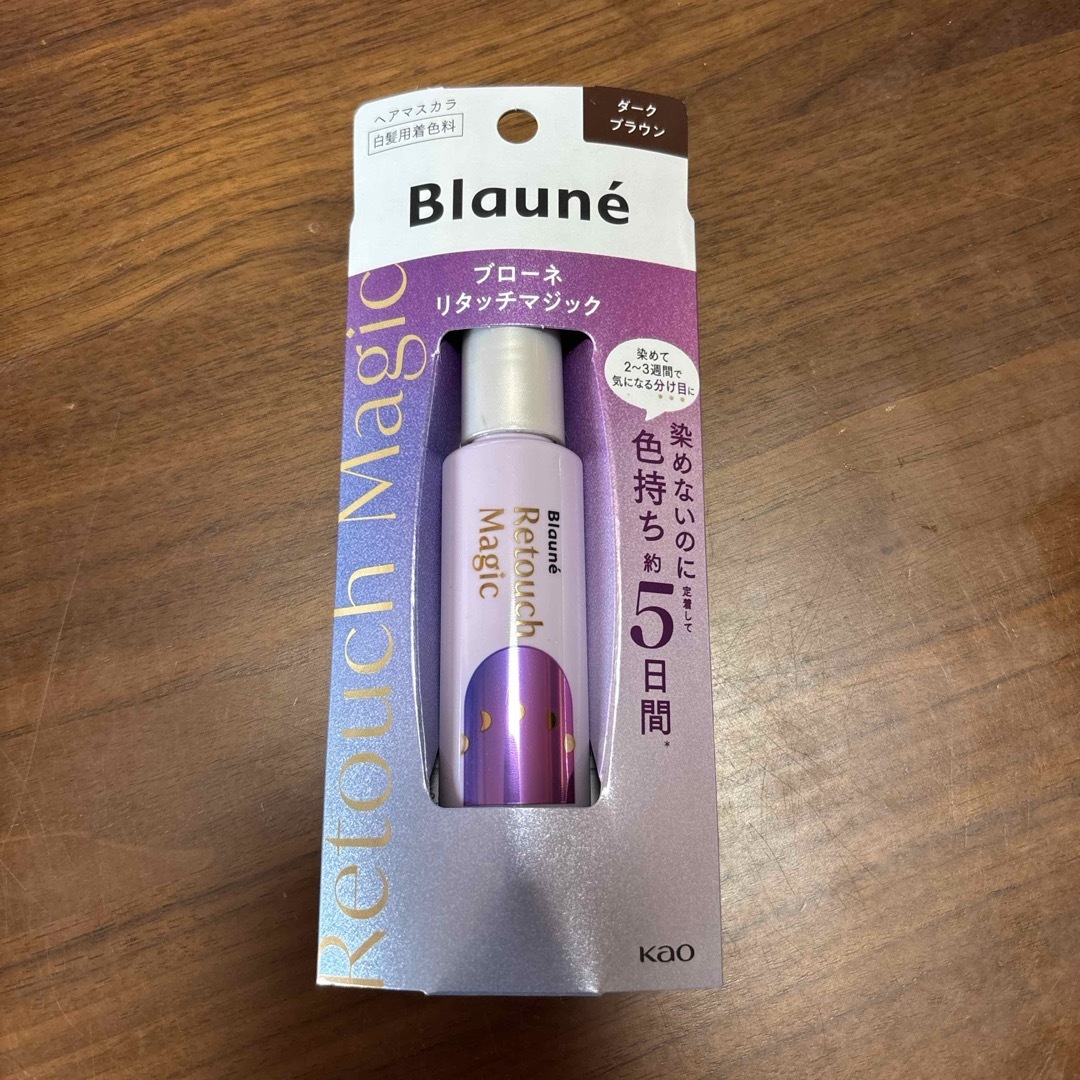 ヘアマスカラ
白髪用着色料
ダーク
ブラウン
Blauné
ブローネ
リタッチマジック
Retouch Magic
染めて
2〜3週間で
気になる分け目に
染めないのに
定着して
色持ち 約5日間*
Blauné
Retouch
Magic
Kao